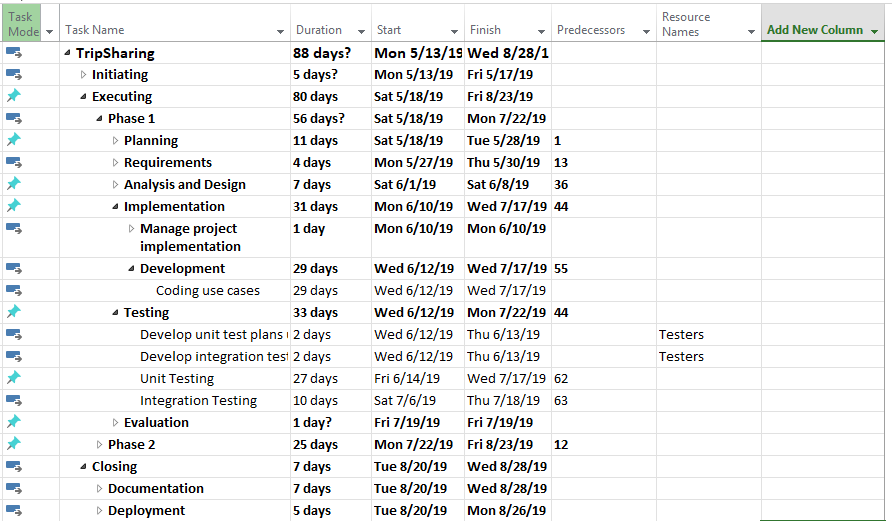 Task Mode Task Name Duration Start Finish Predecessors Resource Names Add New Column
TripSharing 88 days? Mon 5/13/19 Wed 8/28/1
Initiating 5 days? Mon 5/13/19 Fri 5/17/19
Executing 80 days Sat 5/18/19 Fri 8/23/19
Phase 1 56 days? Sat 5/18/19 Mon 7/22/19
Planning 11 days Sat 5/18/19 Tue 5/28/19 1
Requirements 4 days Mon 5/27/19 Thu 5/30/19 13
Analysis and Design 7 days Sat 6/1/19 Sat 6/8/19 36
Implementation 31 days Mon 6/10/19 Wed 7/17/19 44
Manage project 1 day Mon 6/10/19 Mon 6/10/19
implementation
Development 29 days Wed 6/12/19 Wed 7/17/19 55
Coding use cases 29 days Wed 6/12/19 Wed 7/17/19
Testing 33 days Wed 6/12/19 Mon 7/22/19 44
Develop unit test plans 2 days Wed 6/12/19 Thu 6/13/19 Testers
Develop integration test 2 days Wed 6/12/19 Thu 6/13/19 Testers
Unit Testing 27 days Fri 6/14/19 Wed 7/17/19 62
Integration Testing 10 days Sat 7/6/19 Thu 7/18/19 63
Evaluation 1 day? Fri 7/19/19 Fri 7/19/19
Phase 2 25 days Mon 7/22/19 Fri 8/23/19 12
Closing 7 days Tue 8/20/19 Wed 8/28/19
Documentation 7 days Tue 8/20/19 Wed 8/28/19
Deployment 5 days Tue 8/20/19 Mon 8/26/19